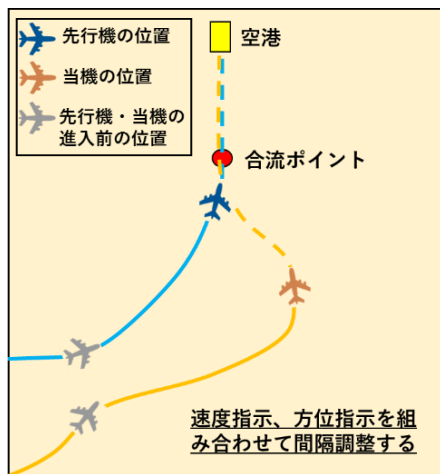 先行機の位置
当機の位置
先行機・当機の
進入前の位置
空港
合流ポイント
速度指示、方位指示を組
み合わせて間隔調整する